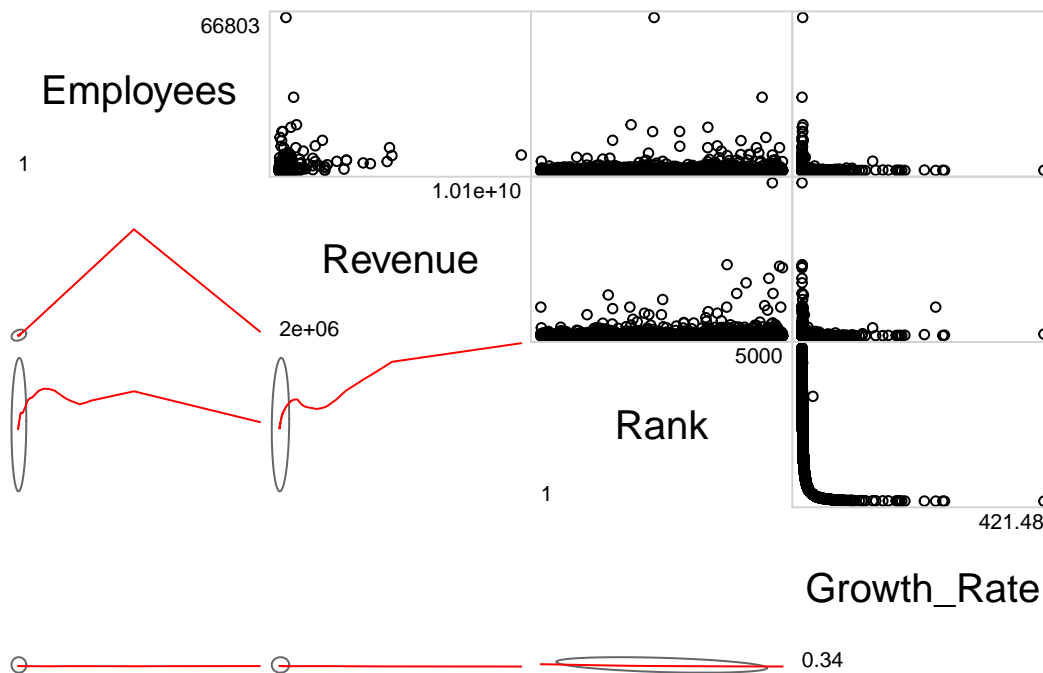 66803
Employees
1
1.01e+10
Revenue
2e+06
5000
Rank
1
421.48
Growth_Rate
0.34